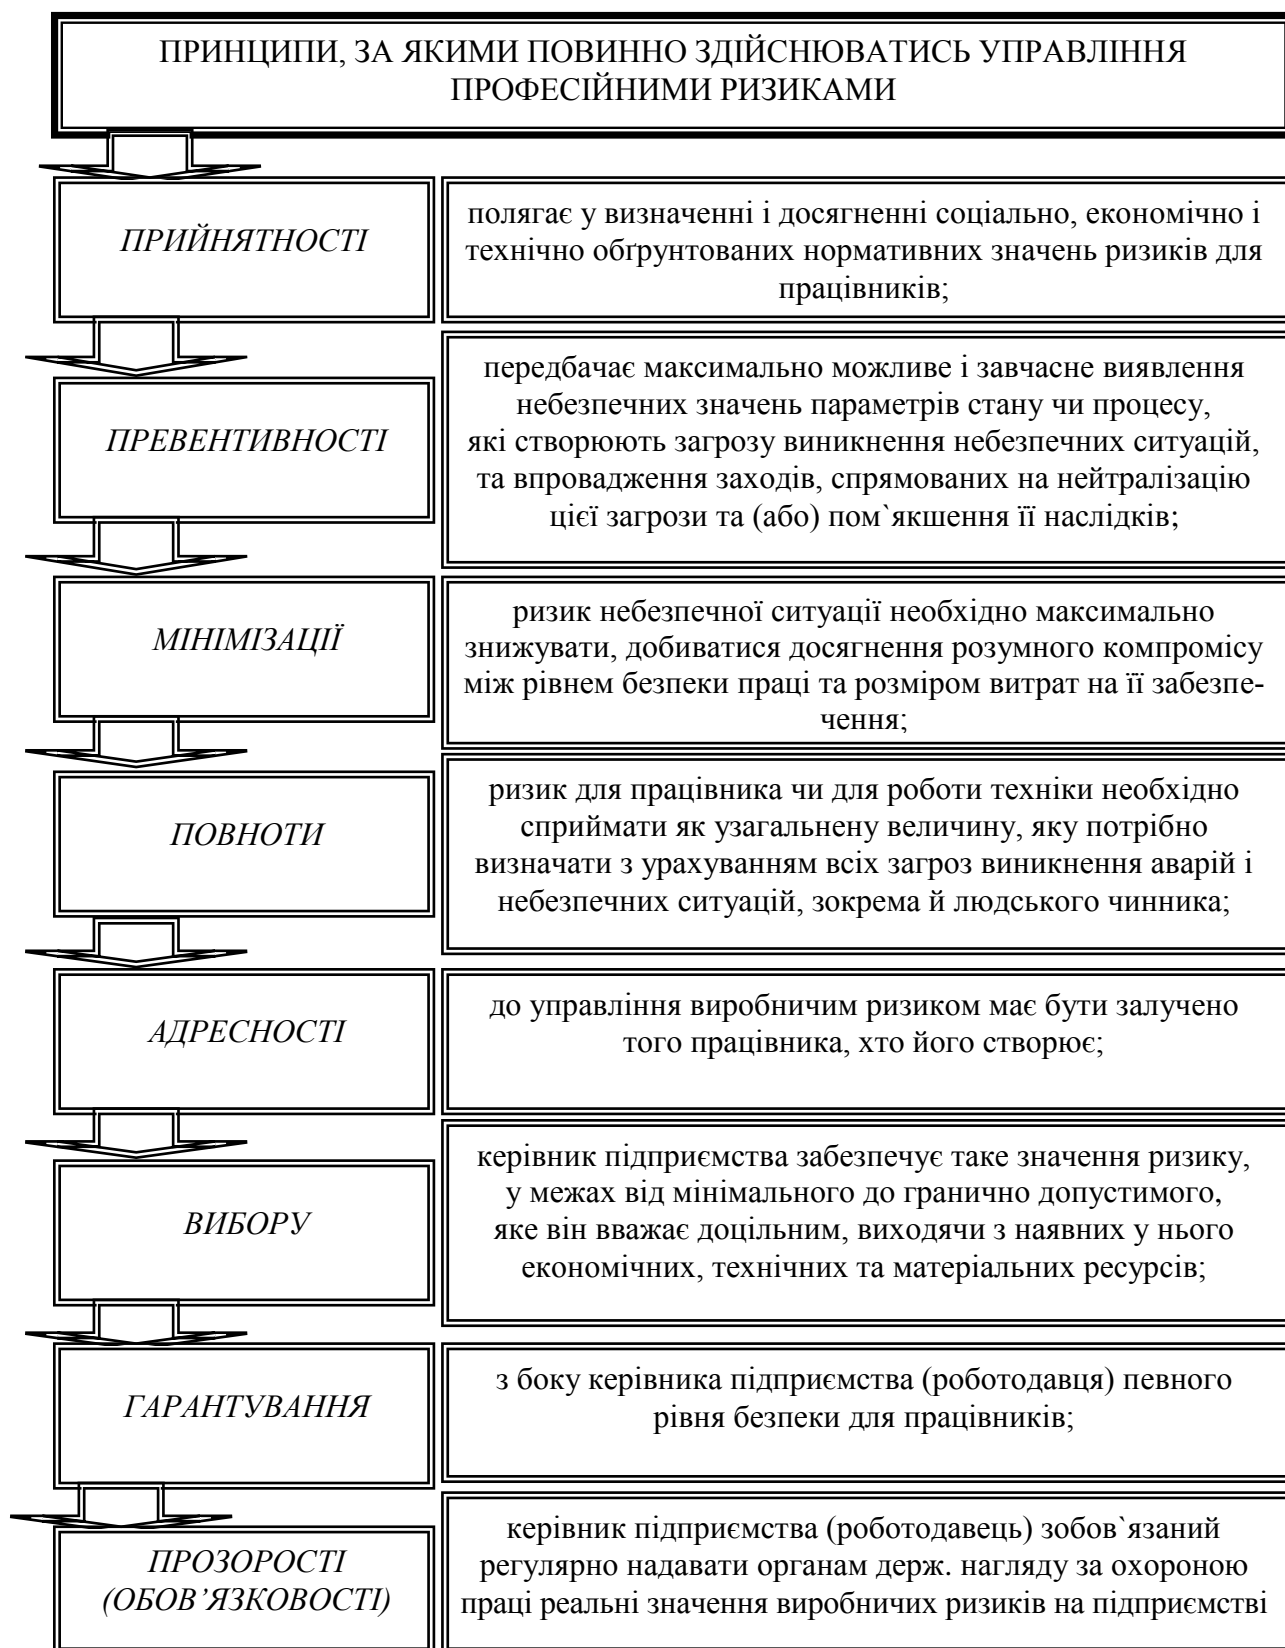 ПРИНЦИПИ, ЗА ЯКИМИ ПОВИННО ЗДІЙСНЮВАТИСЬ УПРАВЛІННЯ
ПРОФЕСІЙНИМИ РИЗИКАМИ
ПРИЙНЯТНОСТІ
полягає у визначенні і досягненні соціально, економічно і
технічно обґрунтованих нормативних значень ризиків для
працівників;
ПРЕВЕНТИВНОСТІ
передбачає максимально можливе і завчасне виявлення
небезпечних значень параметрів стану чи процесу,
які створюють загрозу виникнення небезпечних ситуацій,
та впровадження заходів, спрямованих на нейтралізацію
цієї загрози та (або) пом`якшення її наслідків;
МІНІМІЗАЦІЇ
ризик небезпечної ситуації необхідно максимально
знижувати, добиватися досягнення розумного компромісу
між рівнем безпеки праці та розміром витрат на її забезпе-
чення;
ПОВНОТИ
ризик для працівника чи для роботи техніки необхідно
сприймати як узагальнену величину, яку потрібно
визначати з урахуванням всіх загроз виникнення аварій і
небезпечних ситуацій, зокрема й людського чинника;
АДРЕСНОСТІ
до управління виробничим ризиком має бути залучено
того працівника, хто його створює;
ВИБОРУ
керівник підприємства забезпечує таке значення ризику,
у межах від мінімального до гранично допустимого,
яке він вважає доцільним, виходячи з наявних у нього
економічних, технічних та матеріальних ресурсів;
ГАРАНТУВАННЯ
з боку керівника підприємства (роботодавця) певного
рівня безпеки для працівників;
ПРОЗОРОСТІ
(ОБОВ’ЯЗКОВОСТІ)
керівник підприємства (роботодавець) зобов`язаний
регулярно надавати органам держ. нагляду за охороною
праці реальні значення виробничих ризиків на підприємстві